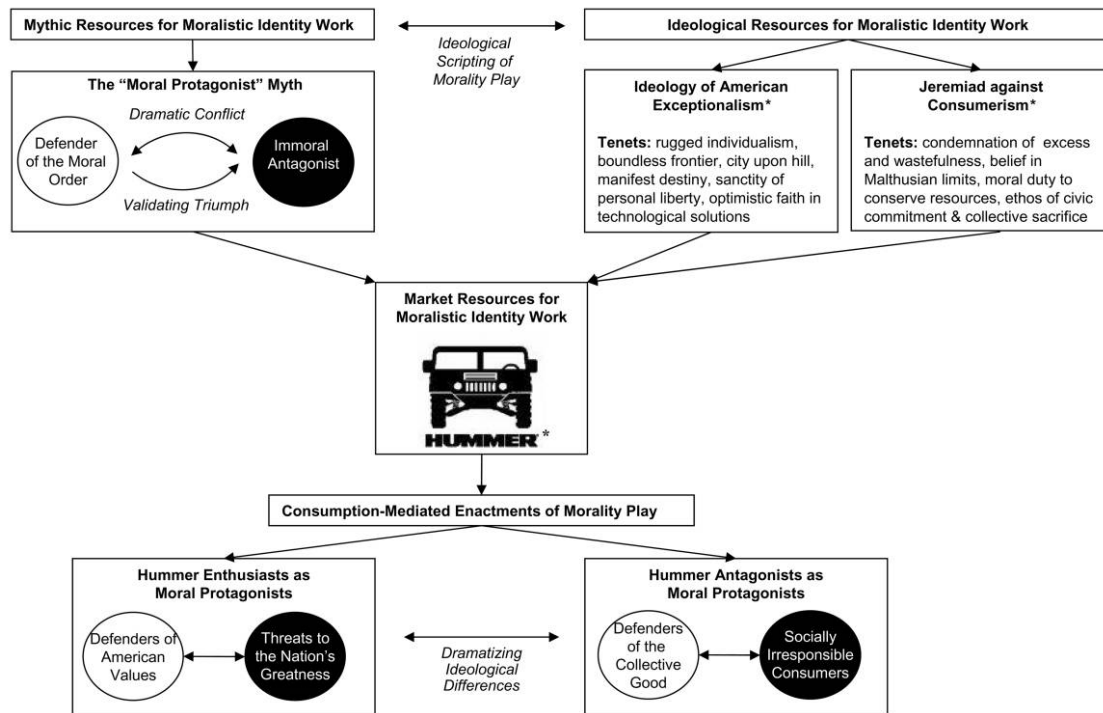 Mythic Resources for Moralistic Identity Work
Ideological
Scripting of
Morality Play
Ideological Resources for Moralistic Identity Work
The “Moral Protagonist” Myth
Dramatic Conflict
Defender
of the Moral
Order
Immoral
Antagonist
Validating Triumph
Ideology of American
Exceptionalism*
Tenets: rugged individualism,
boundless frontier, city upon hill,
manifest destiny, sanctity of
personal liberty, optimistic faith in
technological solutions
Jeremiad against
Consumerism*
Tenets: condemnation of excess
and wastefulness, belief in
Malthusian limits, moral duty to
conserve resources, ethos of civic
commitment & collective sacrifice
Market Resources for
Moralistic Identity Work
HUMMER*
Consumption-Mediated Enactments of Morality Play
Hummer Enthusiasts as
Moral Protagonists
Defenders of
American
Values
Threats to
the Nation’s
Greatness
Dramatizing
Ideological
Differences
Hummer Antagonists as
Moral Protagonists
Defenders
of the
Collective
Good
Socially
Irresponsible
Consumers